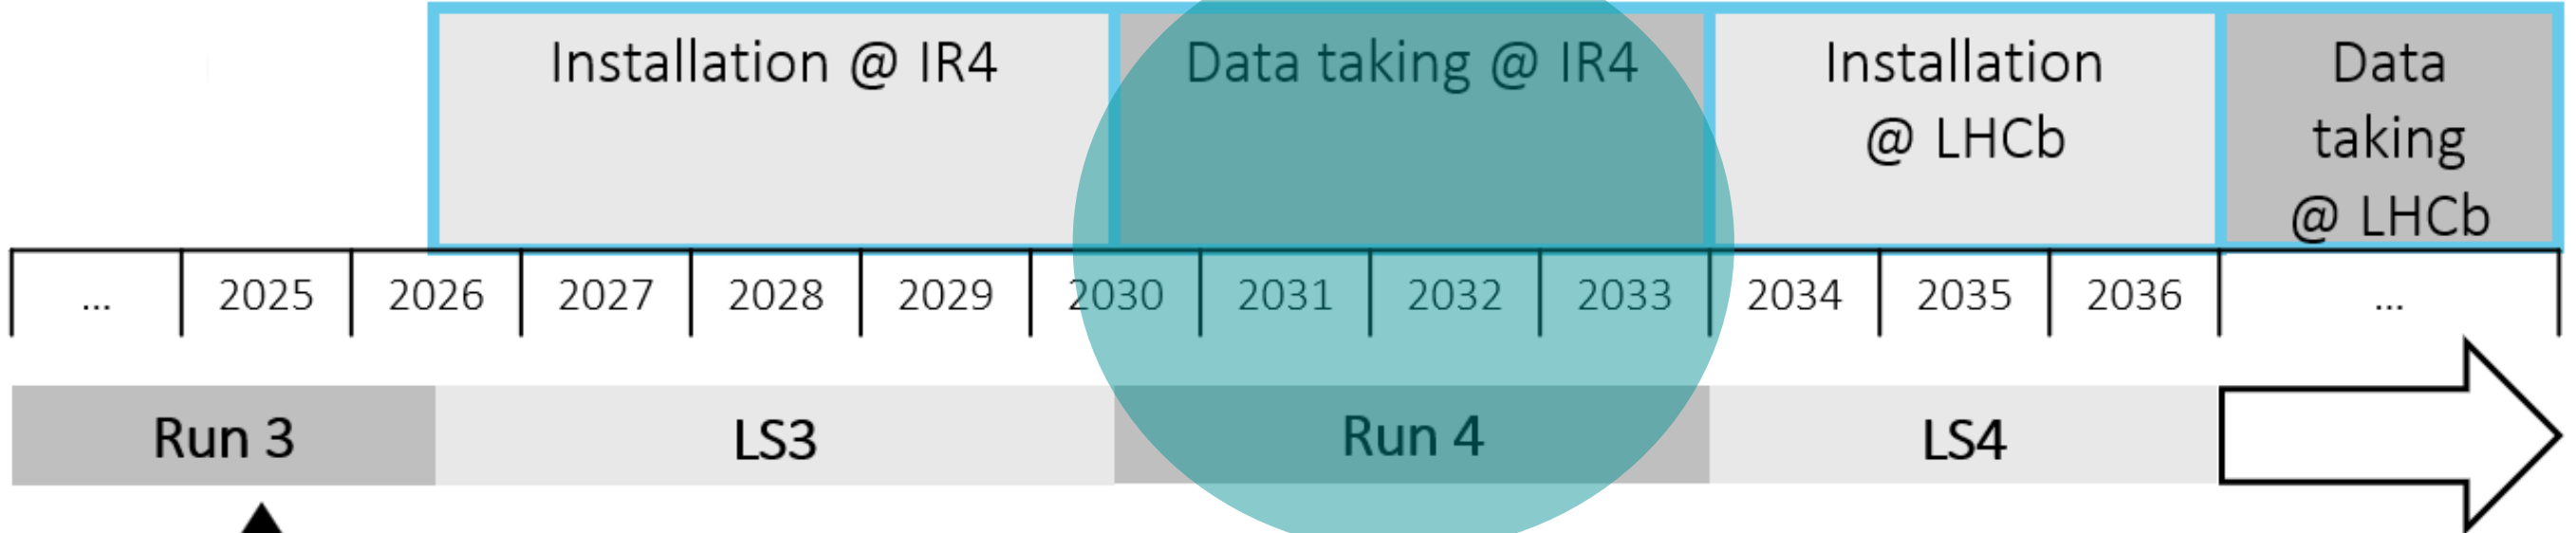 Installation @ IR4
Data taking @ IR4
Installation
@ LHCb
Data
taking
@ LHCb
... 2025 2026 2027 2028 2029 2030 2031 2032 2033 2034 2035 2036 ...
Run 3 LS3 Run 4 LS4